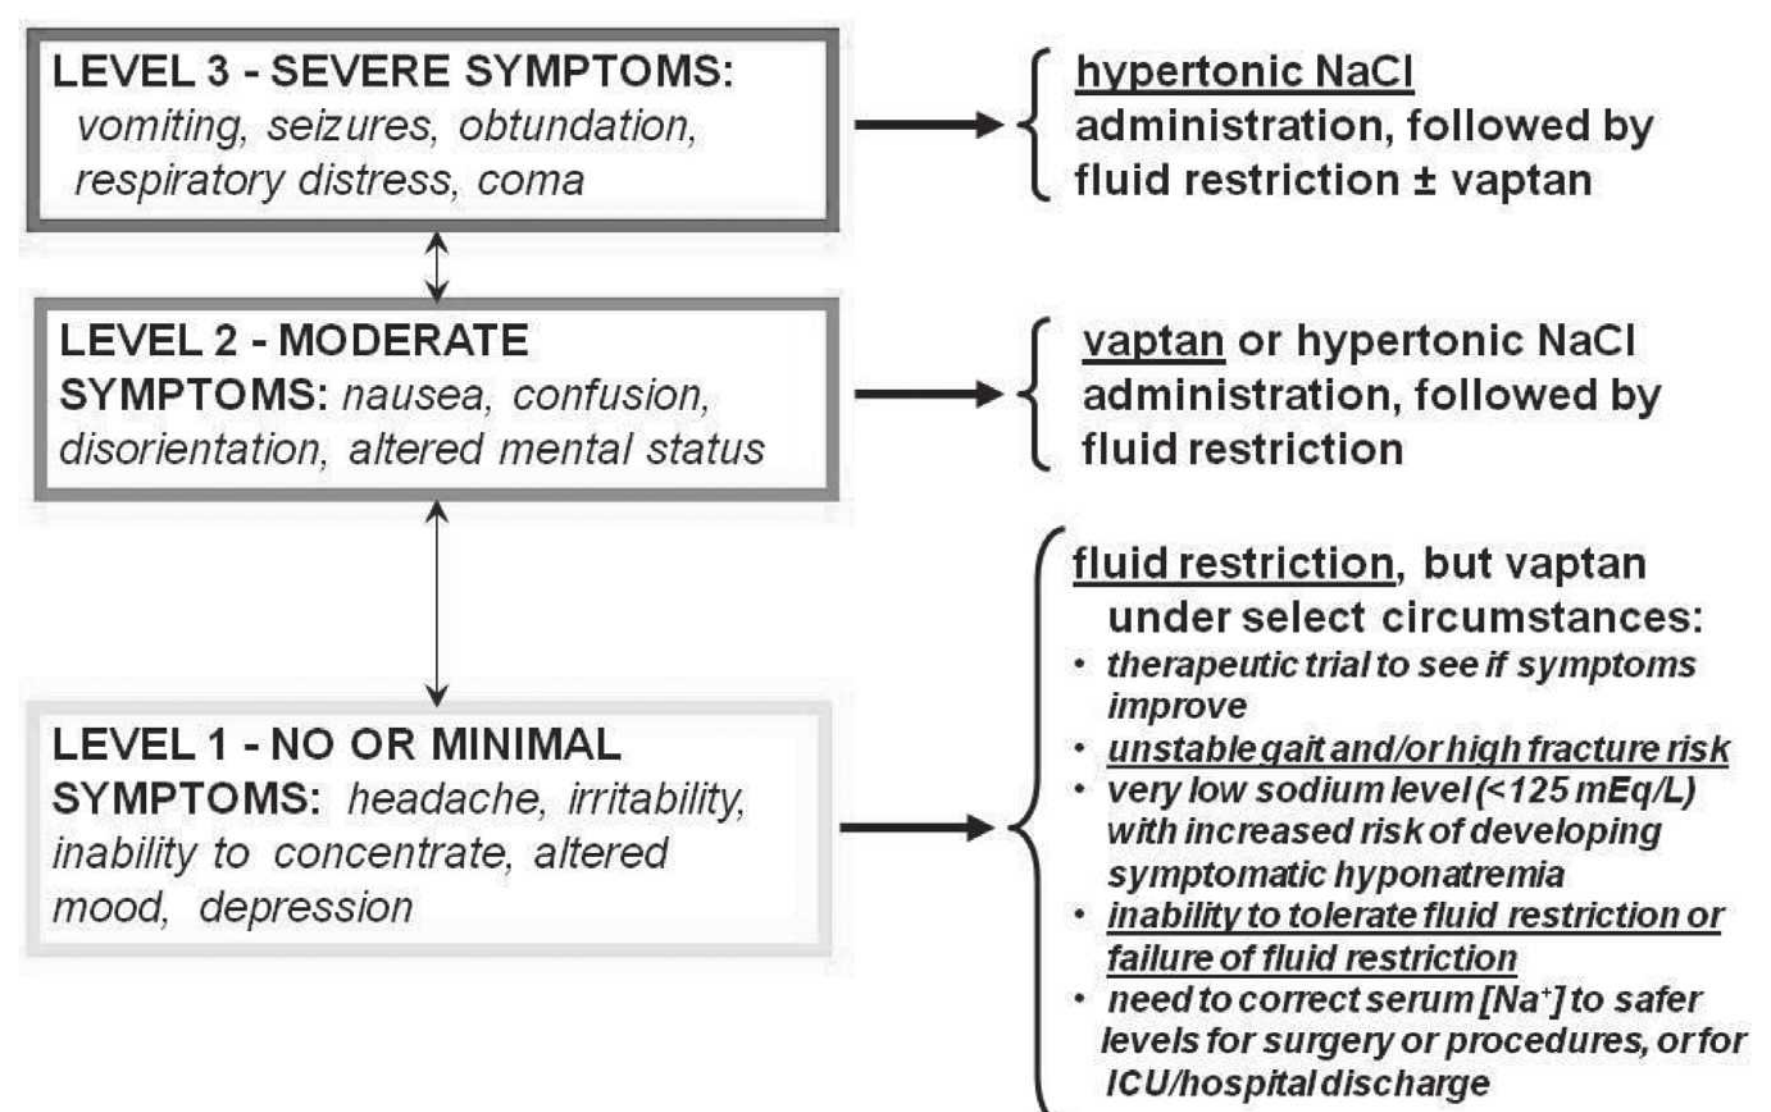 LEVEL 3 - SEVERE SYMPTOMS:
vomiting, seizures, obtundation,
respiratory distress, coma
hypertonic NaCl
administration, followed by
fluid restriction ± vaptan
LEVEL 2 - MODERATE
SYMPTOMS: nausea, confusion,
disorientation, altered mental status
vaptan or hypertonic NaCl
administration, followed by
fluid restriction
LEVEL 1 - NO OR MINIMAL
SYMPTOMS: headache, irritability,
inability to concentrate, altered
mood, depression
fluid restriction, but vaptan
under select circumstances:
• therapeutic trial to see if symptoms
improve
• unstable gait and/or high fracture risk
• very low sodium level (<125 mEq/L)
with increased risk of developing
symptomatic hyponatremia
• inability to tolerate fluid restriction or
failure of fluid restriction
• need to correct serum [Na⁺] to safer
levels for surgery or procedures, or for
ICU/hospital discharge